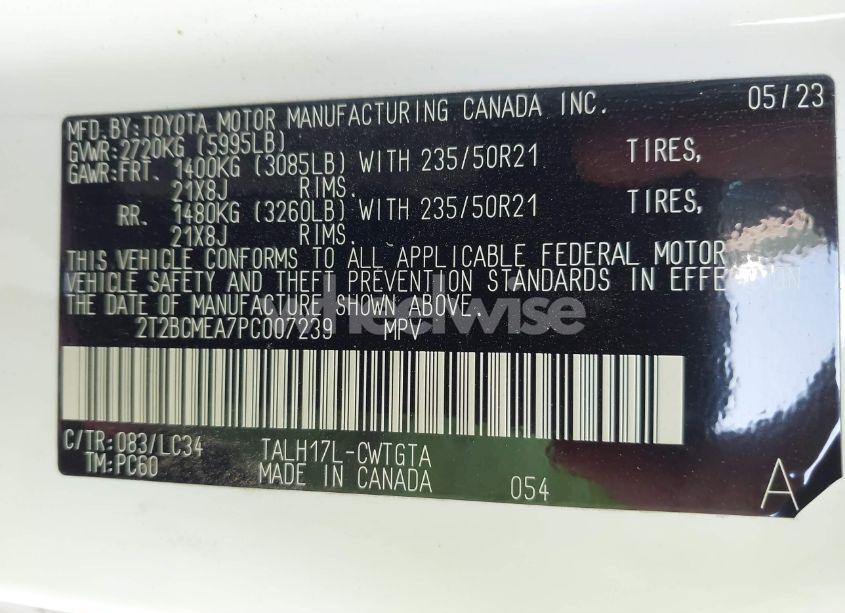 MFD.BY:TOYOTA MOTOR MANUFACTURING CANADA INC. 05/23
GVWR:2720KG (5995LB)
GAWR:FRT. 1400KG (3085LB) WITH 235/50R21 TIRES,
21X8J RIMS.
RR. 1480KG (3260LB) WITH 235/50R21 TIRES,
21X8J RIMS.
THIS VEHICLE CONFORMS TO ALL APPLICABLE FEDERAL MOTOR
VEHICLE SAFETY AND THEFT PREVENTION STANDARDS IN EFFECT ON
THE DATE OF MANUFACTURE SHOWN ABOVE.
wheelwise
2T2BCMEA7PC007239 MPV
C/TR:083/LC34 TALH17L-CWTGTA
TM:PC60 MADE IN CANADA 054 A